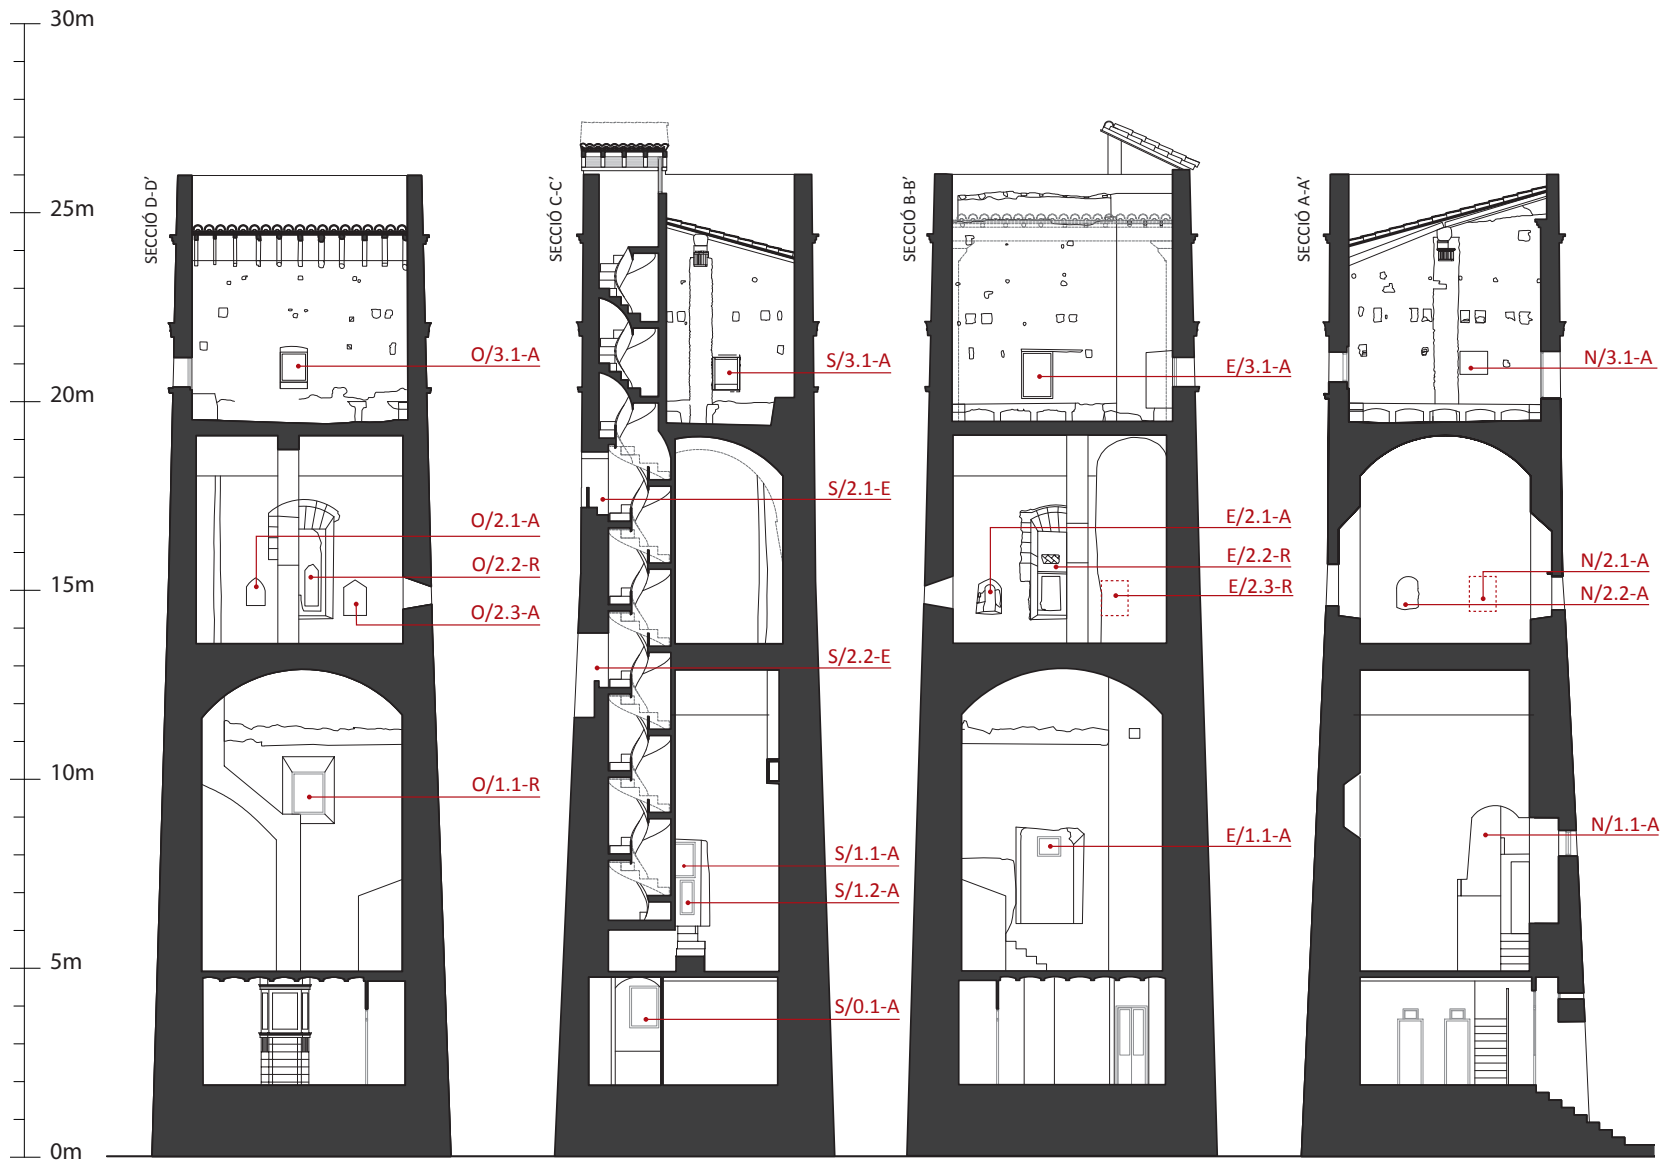 30m
25m
20m
15m
10m
5m
0m
SECCIÓ D-D’
O/3.1-A
O/2.1-A
O/2.2-R
O/2.3-A
O/1.1-R
SECCIÓ C-C’
S/3.1-A
S/2.1-E
S/2.2-E
S/1.1-A
S/1.2-A
S/0.1-A
SECCIÓ B-B’
E/3.1-A
E/2.1-A
E/2.2-R
E/2.3-R
E/1.1-A
SECCIÓ A-A’
N/3.1-A
N/2.1-A
N/2.2-A
N/1.1-A